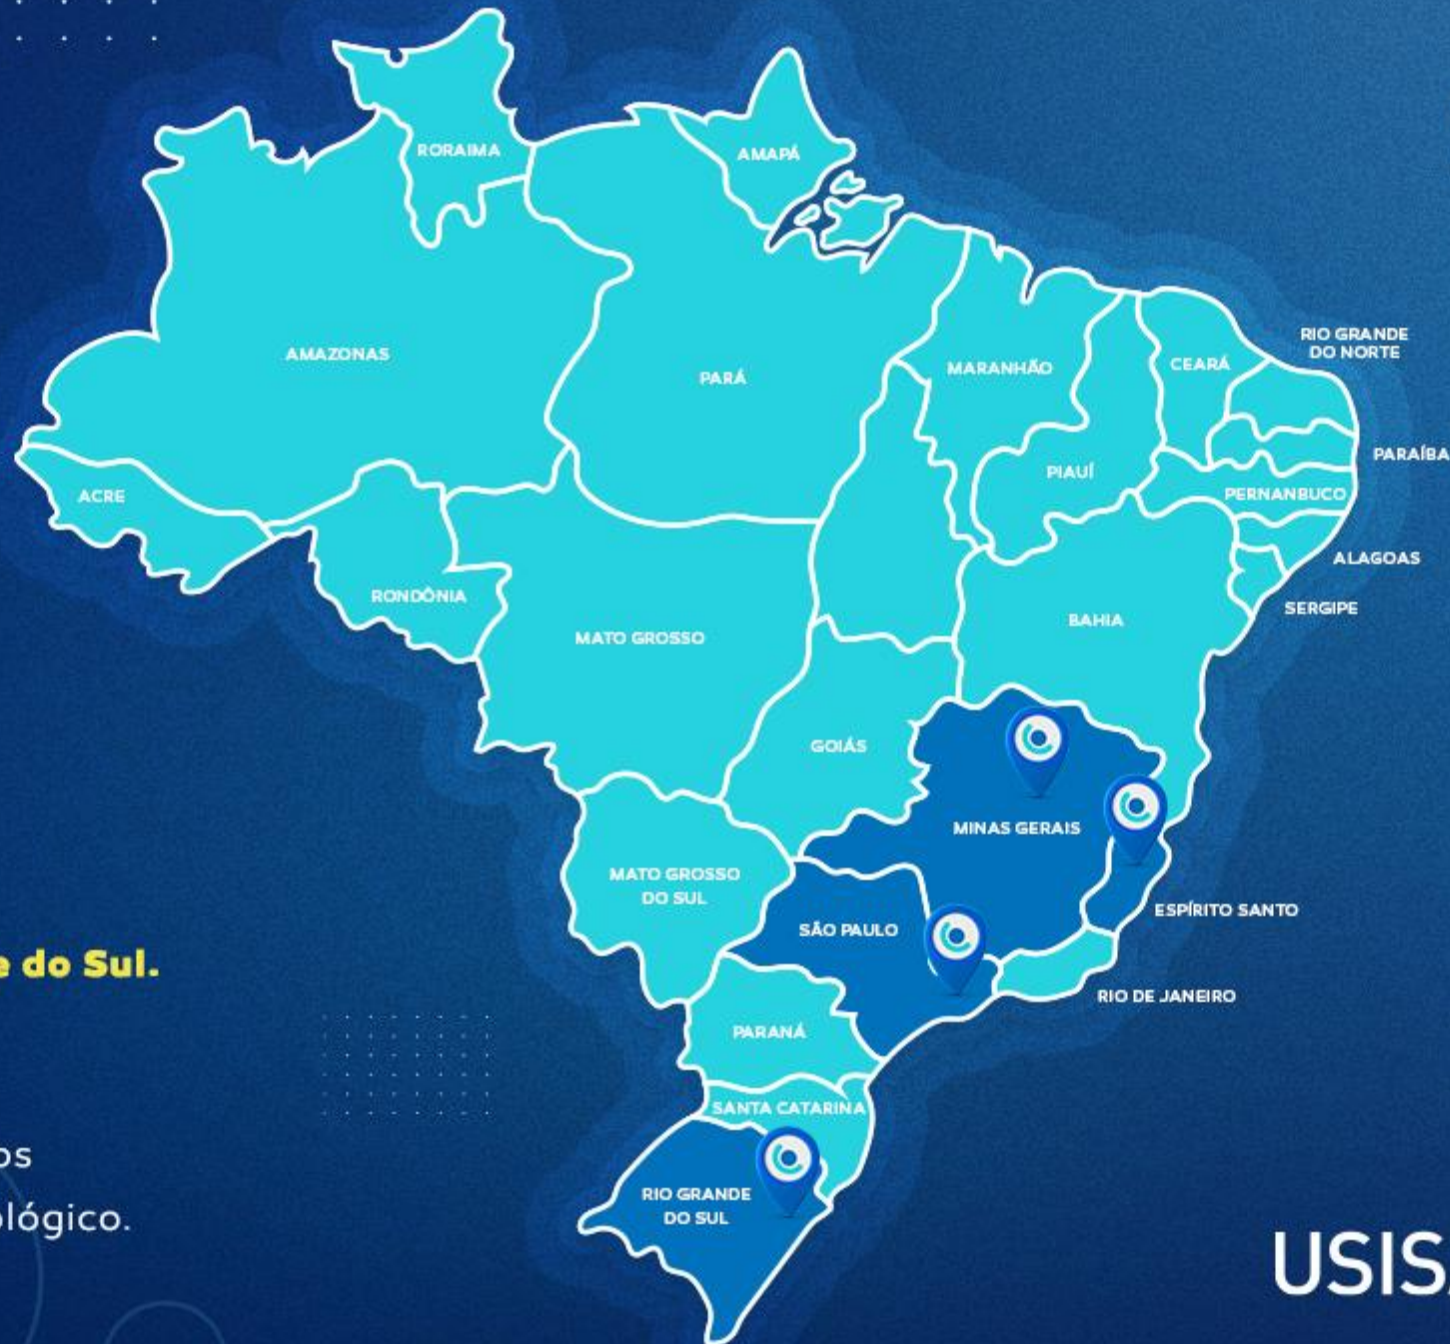 RORAIMA
AMAPÁ
RIO GRANDE
DO NORTE
AMAZONAS
MARANHÃO
CEARÁ
PARÁ
PARAÍBA
PIAUÍ
ACRE
PERNANBUCO
ALAGOAS
RONDÔNIA
SERGIPE
BAHIA
MATO GROSSO
GOIÁS
MINAS GERAIS
MATO GROSSO
DO SUL
ESPÍRITO SANTO
SÃO PAULO
e do Sul.
RIO DE JANEIRO
PARANÁ
SANTA CATARINA
os
RIO GRANDE
DO SUL
ológico.
USIS